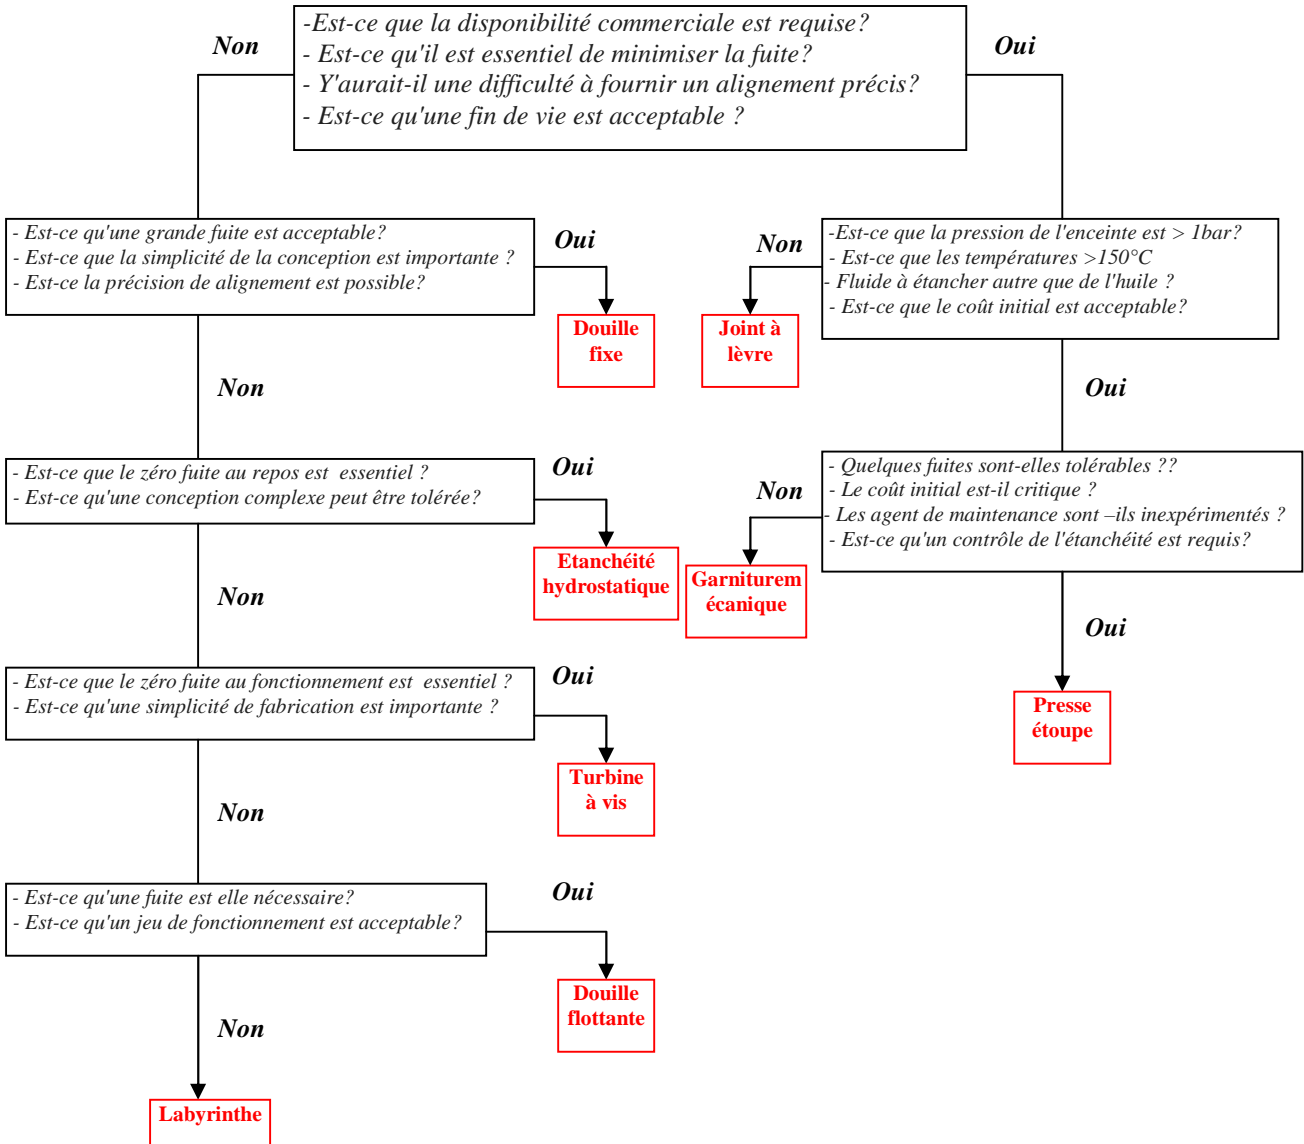 -Est-ce que la disponibilité commerciale est requise?
- Est-ce qu'il est essentiel de minimiser la fuite?
- Y'aurait-il une difficulté à fournir un alignement précis?
- Est-ce qu'une fin de vie est acceptable ?
Non
Oui
- Est-ce qu'une grande fuite est acceptable?
- Est-ce que la simplicité de la conception est importante ?
- Est-ce la précision de alignement est possible?
Oui
Douille
fixe
Non
-Est-ce que la pression de l'enceinte est > 1bar?
- Est-ce que les températures >150°C
- Fluide à étancher autre que de l'huile ?
- Est-ce que le coût initial est acceptable?
Joint à
lèvre
Non
Oui
- Est-ce que le zéro fuite au repos est essentiel ?
- Est-ce qu'une conception complexe peut être tolérée?
Oui
Etanchéité
hydrostatique
Non
- Quelques fuites sont-elles tolérables ??
- Le coût initial est-il critique ?
- Les agent de maintenance sont –ils inexpérimentés ?
- Est-ce qu'un contrôle de l'étanchéité est requis?
Garniturem
écanique
Non
Oui
- Est-ce que le zéro fuite au fonctionnement est essentiel ?
- Est-ce qu'une simplicité de fabrication est importante ?
Oui
Presse
étoupe
Turbine
à vis
Non
- Est-ce qu'une fuite est elle nécessaire?
- Est-ce qu'un jeu de fonctionnement est acceptable?
Oui
Douille
flottante
Non
Labyrinthe